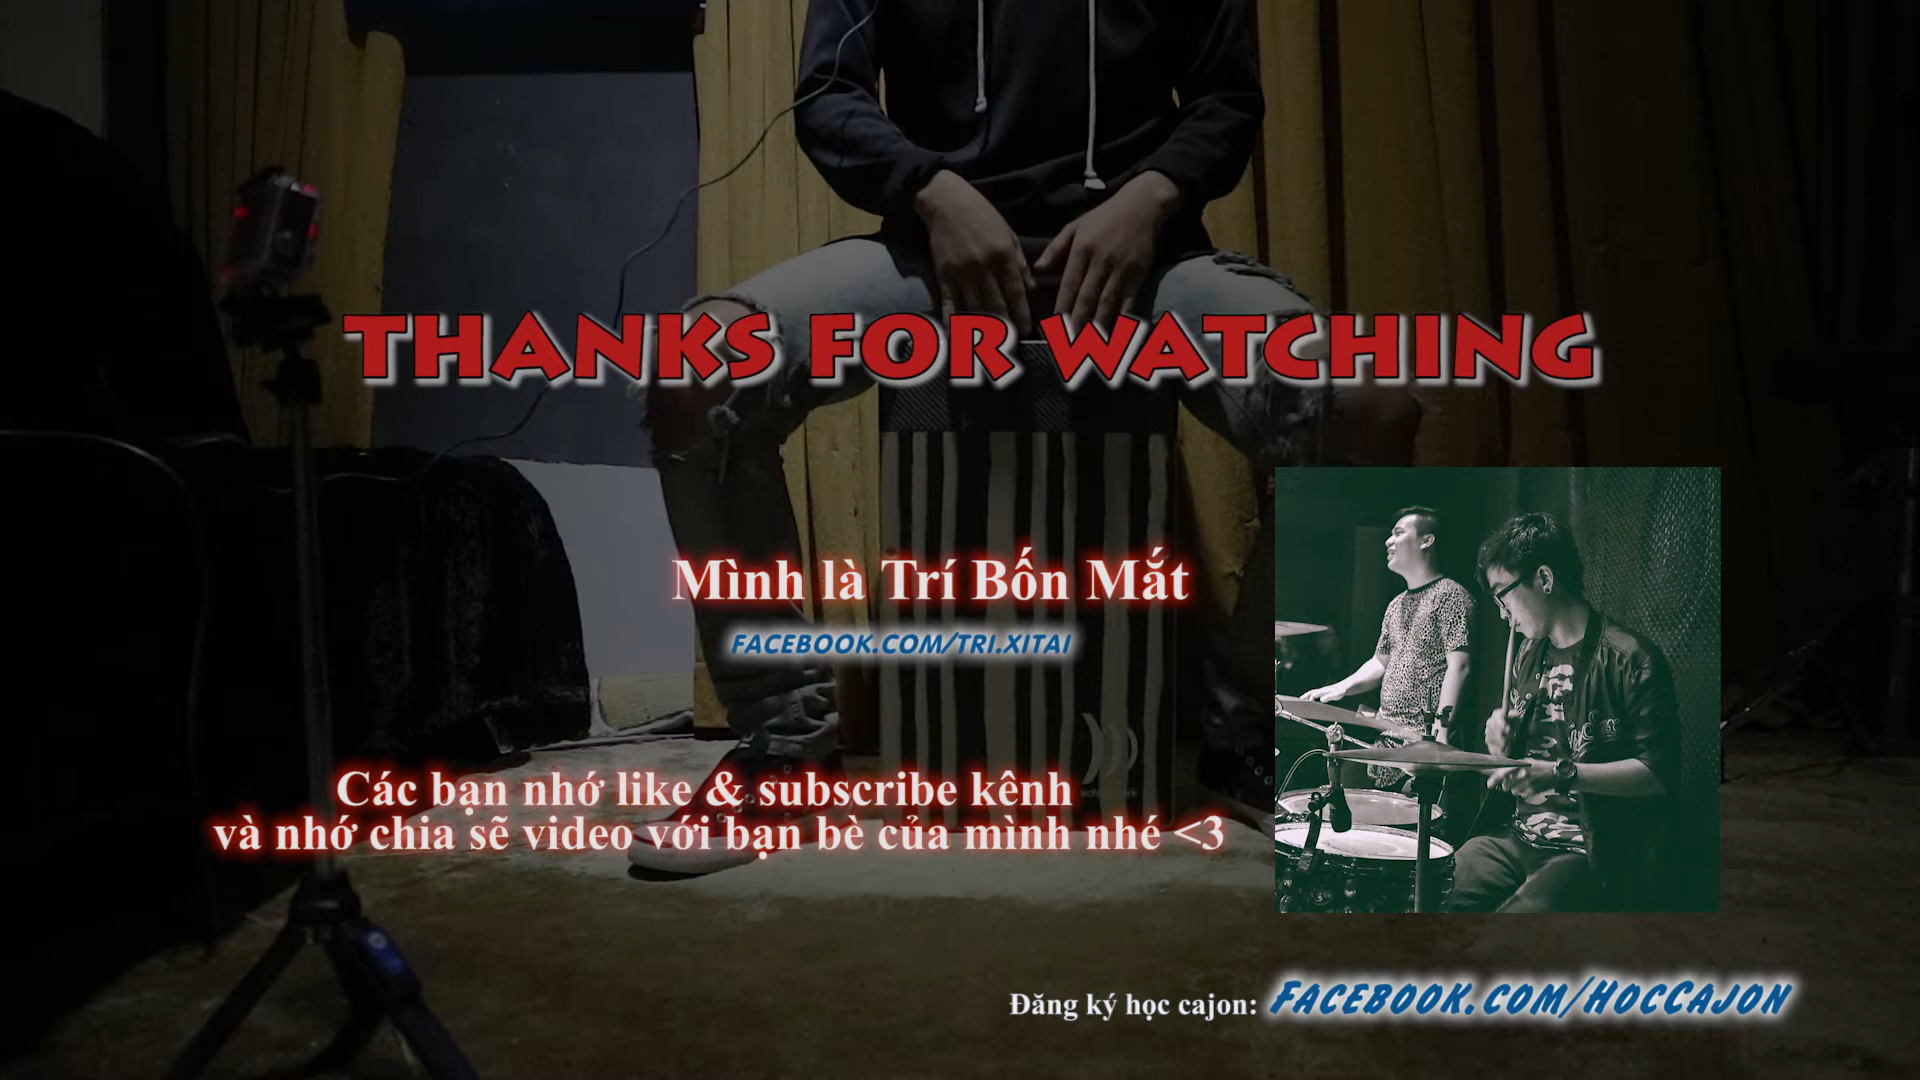 THANKS FOR WATCHING
Mình là Trí Bốn Mắt
FACEBOOK.COM/TRI.XITAI
Các bạn nhớ like & subscribe kênh
và nhớ chia sẽ video với bạn bè của mình nhé <3
Đăng ký học cajon: FACEBOOK.COM/HOCCAJON